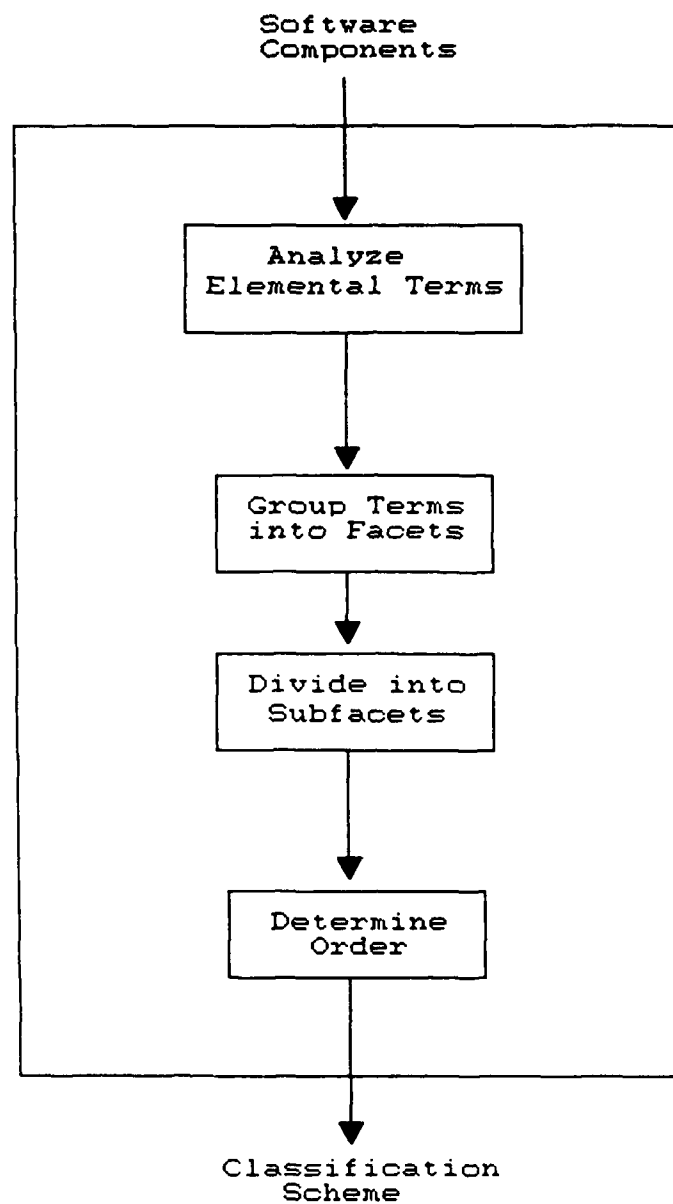 Software
Components
Analyze
Elemental Terms
Group Terms
into Facets
Divide into
Subfacets
Determine
Order
Classification
Scheme